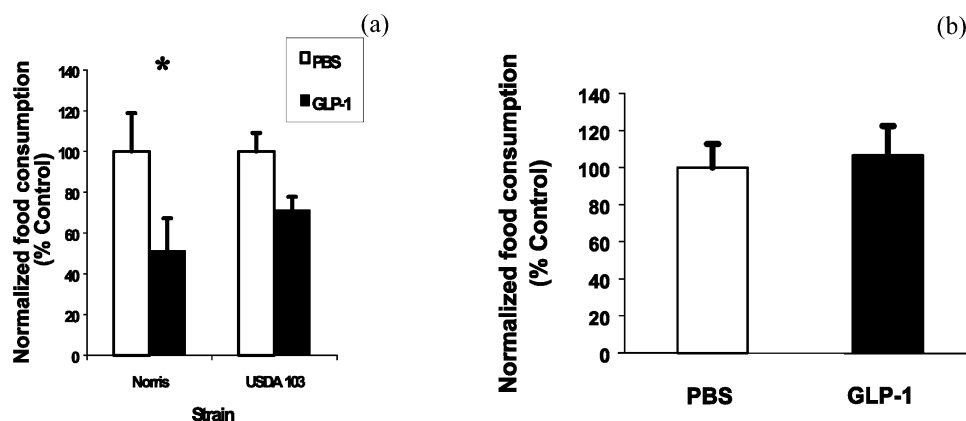 (a)
PBS
GLP-1
*
Normalized food consumption
(% Control)
140
120
100
80
60
40
20
0
Norris USDA 103
Strain
(b)
Normalized food consumption
(% Control)
140
120
100
80
60
40
20
0
PBS GLP-1